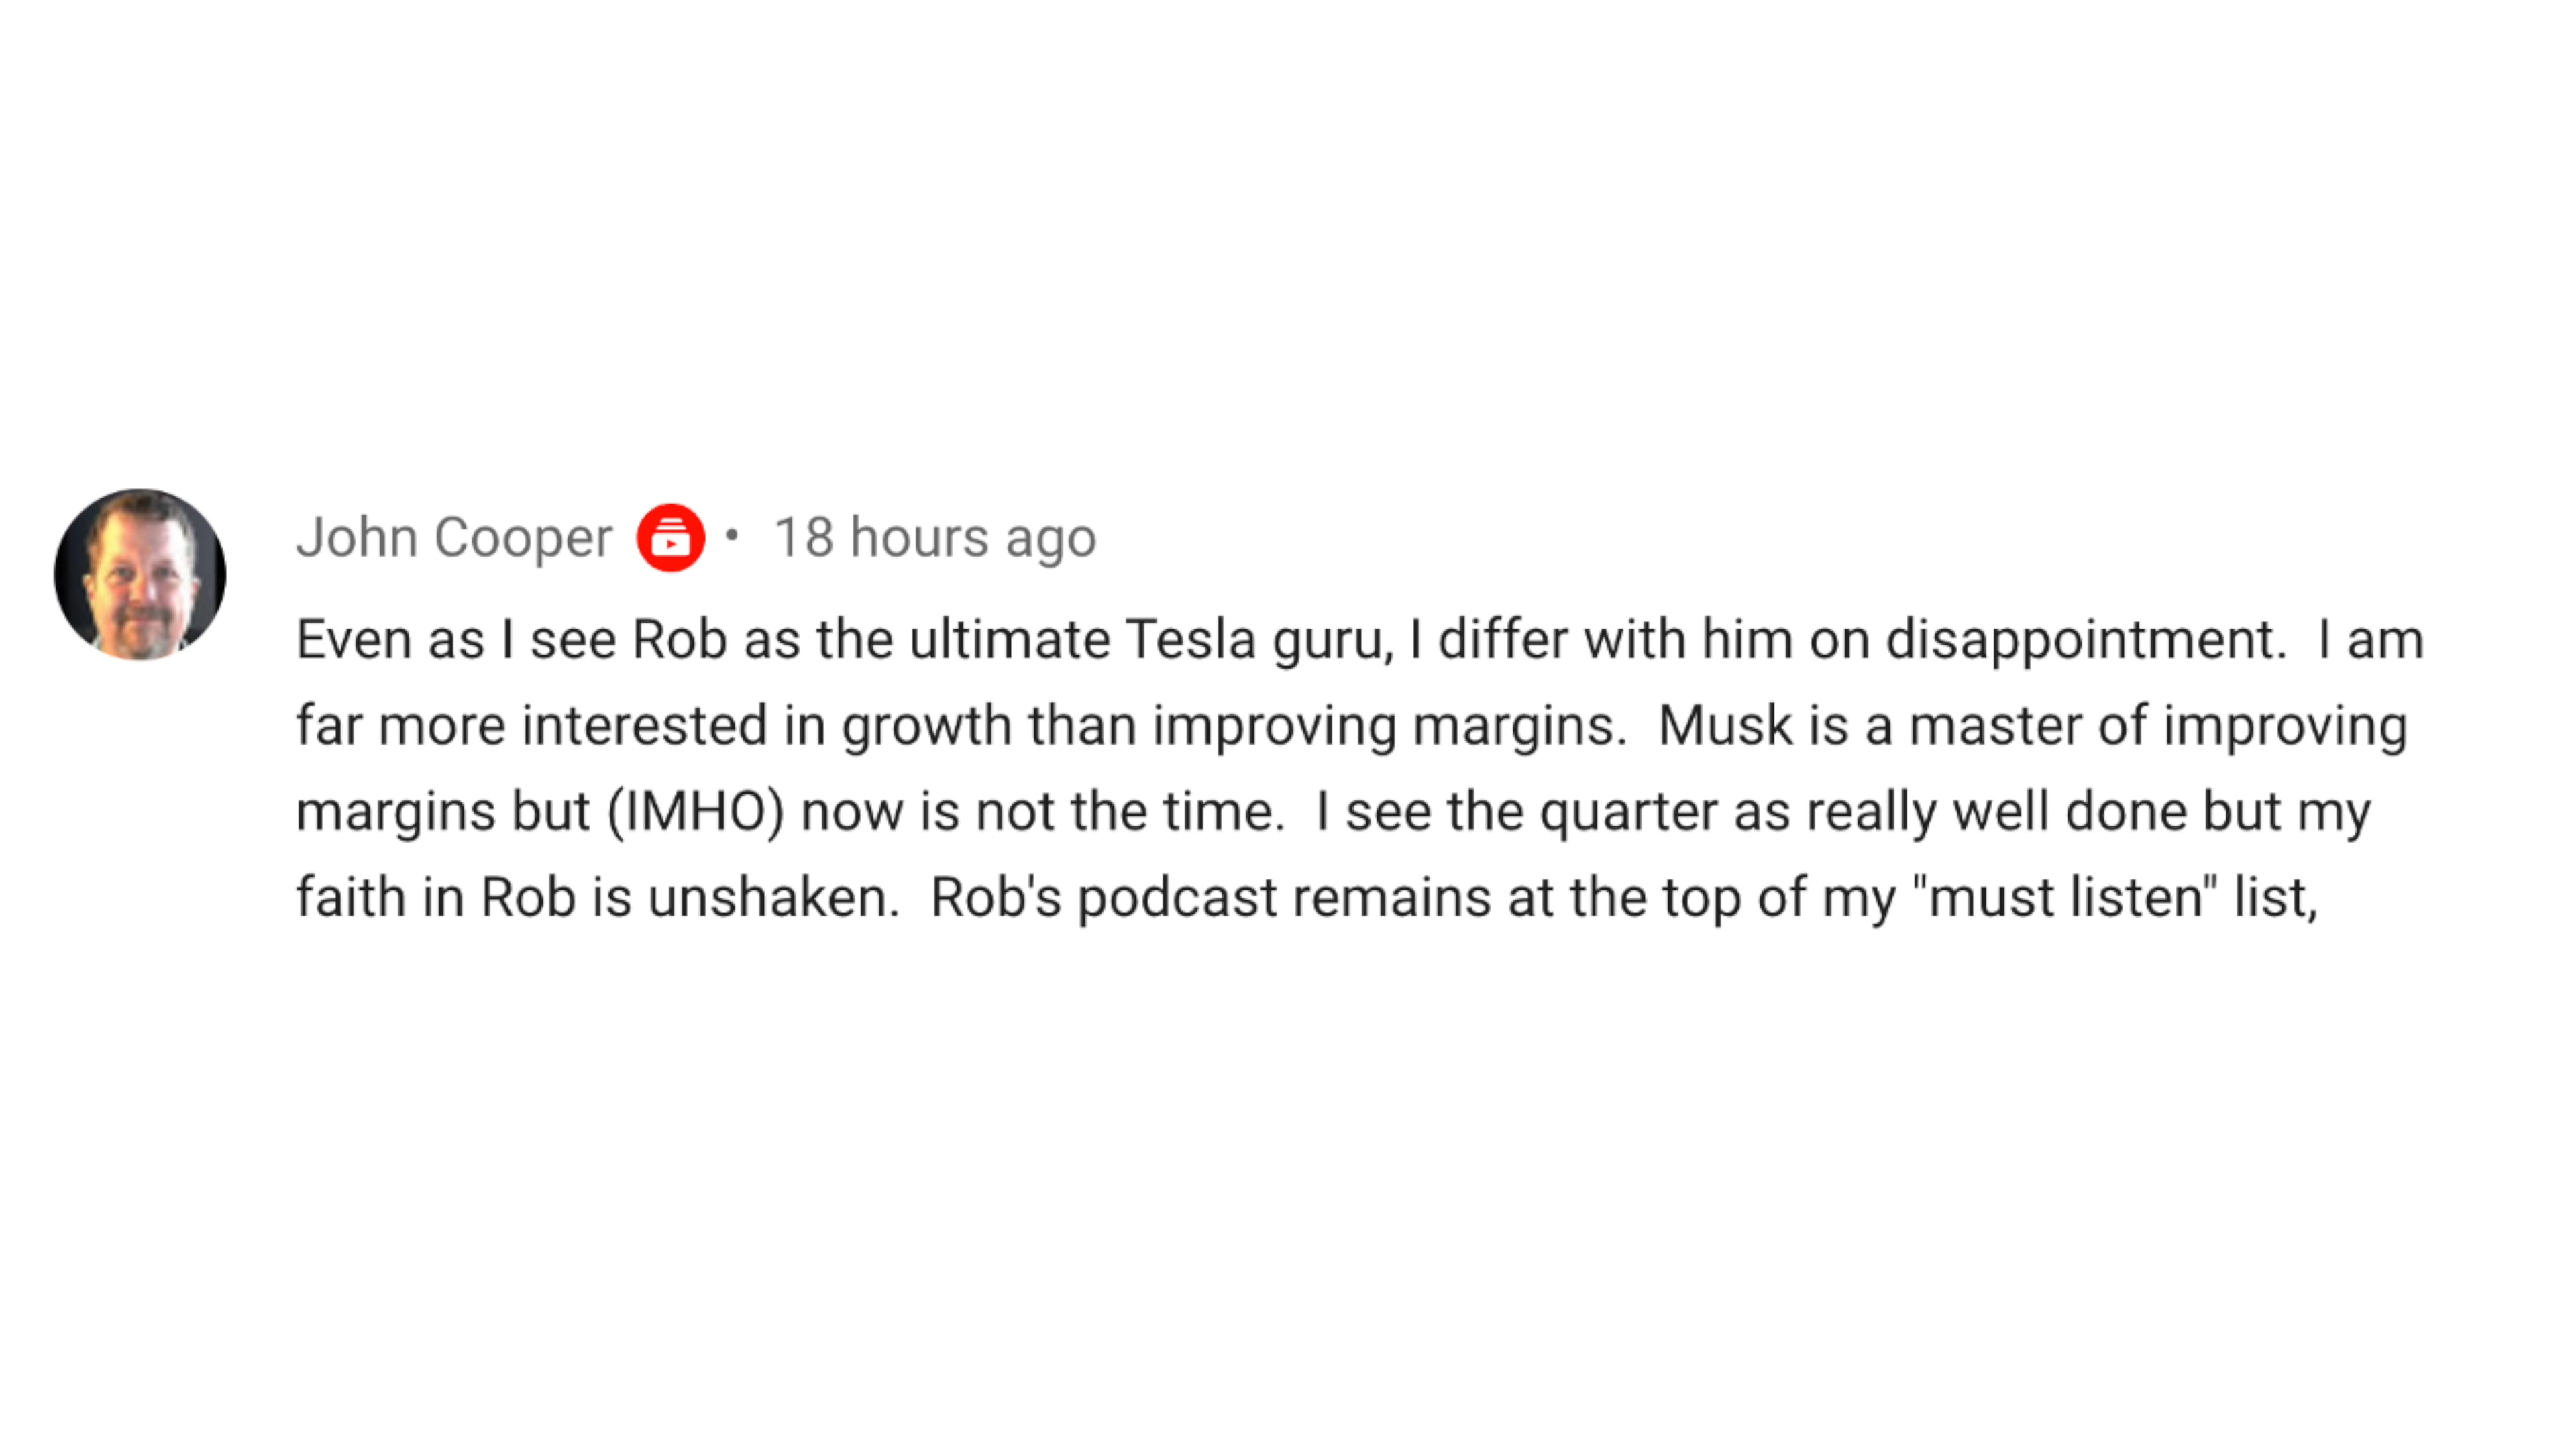 John Cooper • 18 hours ago
Even as I see Rob as the ultimate Tesla guru, I differ with him on disappointment.  I am
far more interested in growth than improving margins.  Musk is a master of improving
margins but (IMHO) now is not the time.  I see the quarter as really well done but my
faith in Rob is unshaken.  Rob's podcast remains at the top of my "must listen" list,